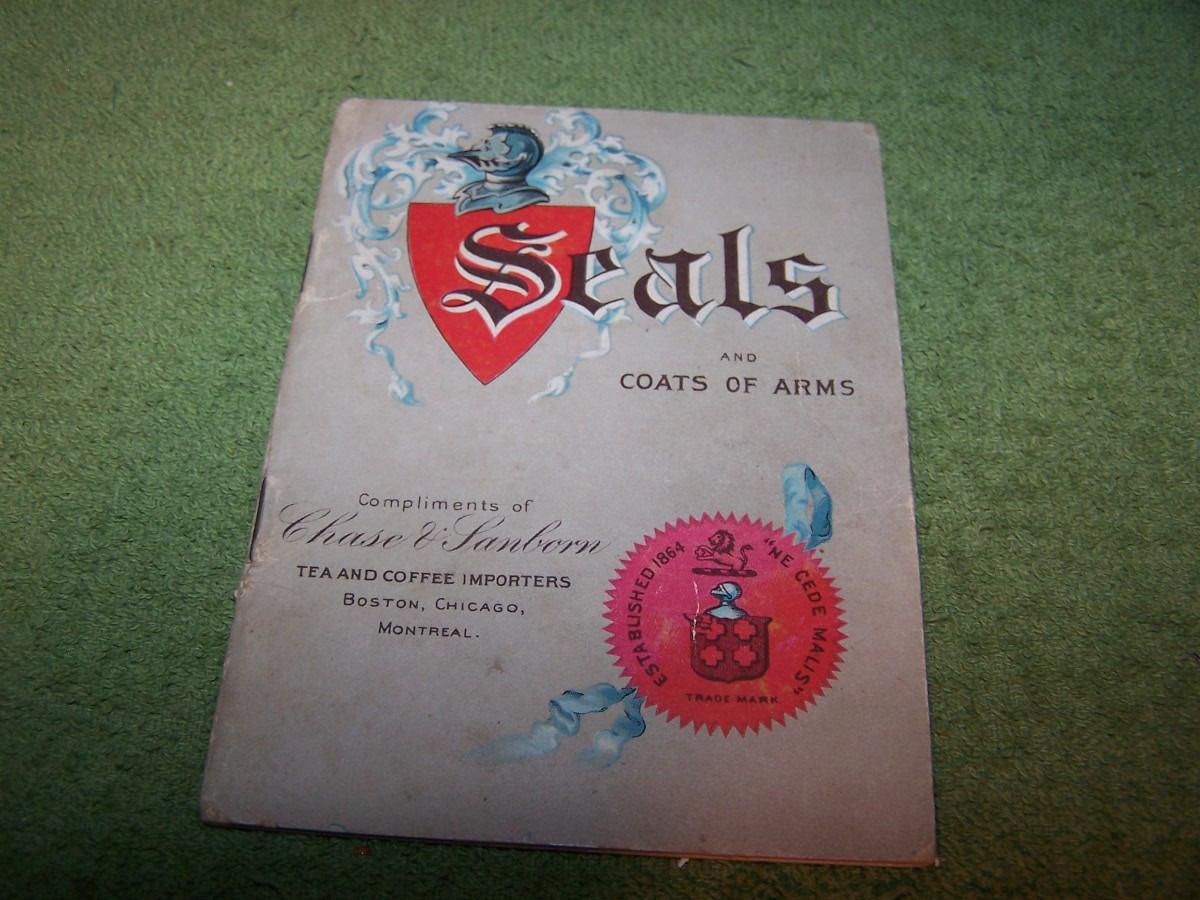 Seals
AND
COATS OF ARMS
Compliments of
Chase & Sanborn
TEA AND COFFEE IMPORTERS
BOSTON, CHICAGO,
MONTREAL.
ESTABLISHED 1864
"NE CEDE MALIS"
TRADE MARK